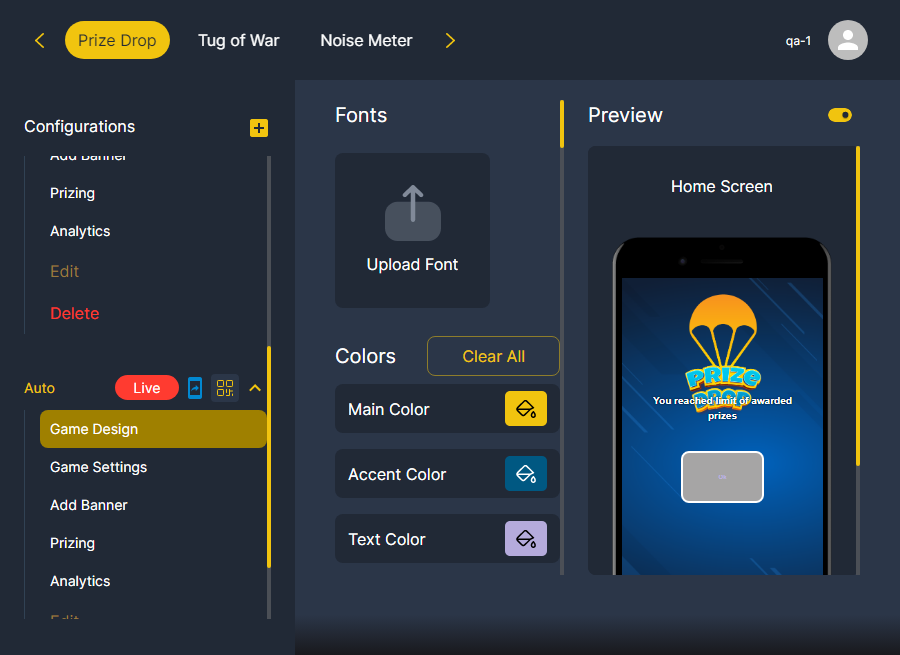 Prize Drop
Tug of War
Noise Meter
qa-1
Configurations
Add Banner
Prizing
Analytics
Edit
Delete
Auto
Live
Game Design
Game Settings
Add Banner
Prizing
Analytics
Edit
Fonts
Upload Font
Colors
Clear All
Main Color
Accent Color
Text Color
Preview
Home Screen
PRIZE
DROP
You reached limit of awarded
prizes